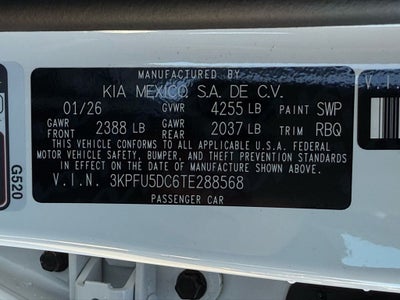 MANUFACTURED BY
KIA MEXICO S.A. DE C.V.
01/26 GVWR 4255 LB PAINT SWP
GAWR FRONT 2388 LB GAWR REAR 2037 LB TRIM RBQ
THIS VEHICLE CONFORMS TO ALL APPLICABLE U.S.A. FEDERAL
MOTOR VEHICLE SAFETY, BUMPER, AND THEFT PREVENTION STANDARDS
IN EFFECT ON THE DATE OF MANUFACTURE SHOWN ABOVE.
V.I.N. 3KPFU5DC6TE288568
PASSENGER CAR
G520
V.I.N